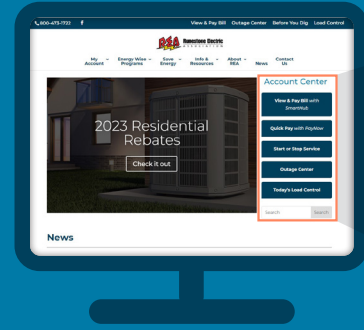 800-473-1722 f View & Pay Bill Outage Center Before You Dig Load Control
REA Runestone Electric
ASSOCIATION
My Account Energy Wise Programs Save Energy Info & Resources About REA News Contact Us
Account Center
View & Pay Bill with
SmartHub
Quick Pay with PayNow
Start or Stop Service
Outage Center
Today's Load Control
Search Search
2023 Residential
Rebates
Check it out
News